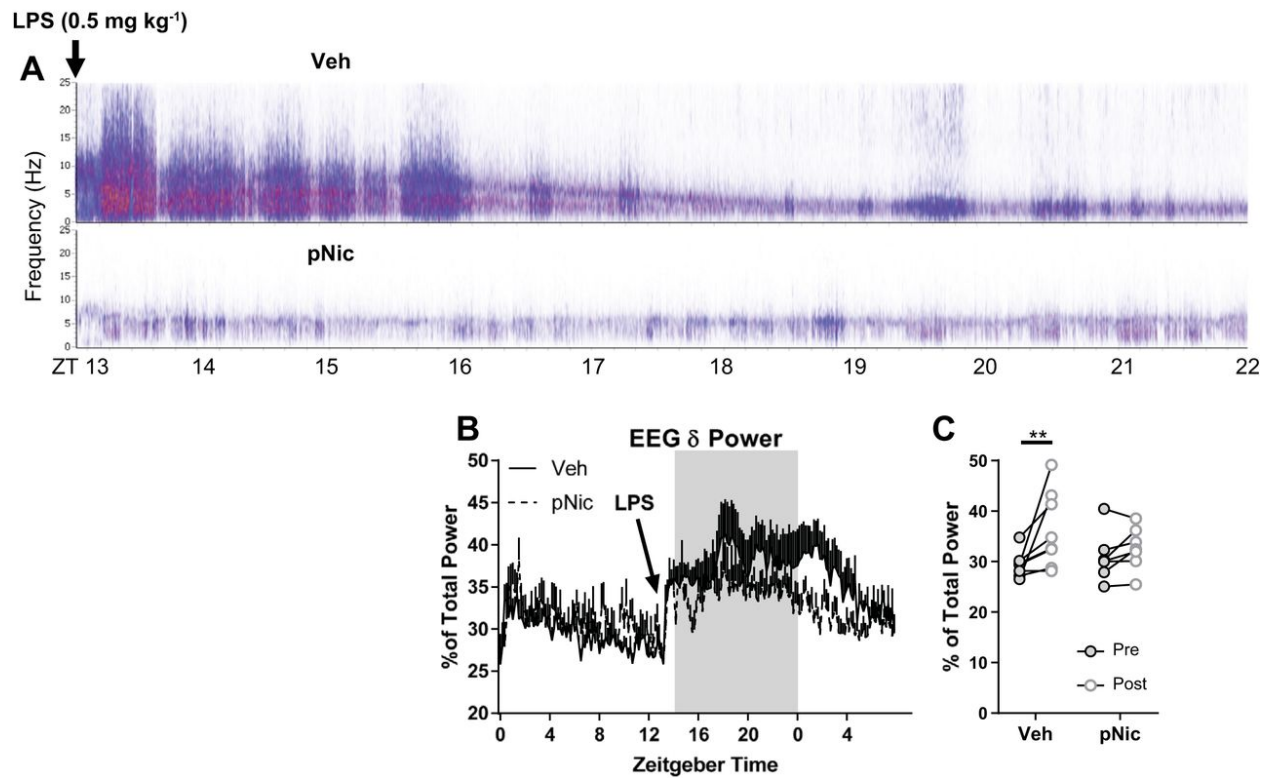 LPS (0.5 mg kg⁻¹)
A
Veh
Frequency (Hz)
25
20
15
10
5
0
pNic
25
20
15
10
5
0
ZT 13 14 15 16 17 18 19 20 21 22
B
EEG δ Power
%of Total Power
50
45
40
35
30
25
20
Veh
pNic
LPS
0 4 8 12 16 20 0 4
Zeitgeber Time
C
**
% of Total Power
50
40
30
20
10
0
Pre
Post
Veh pNic